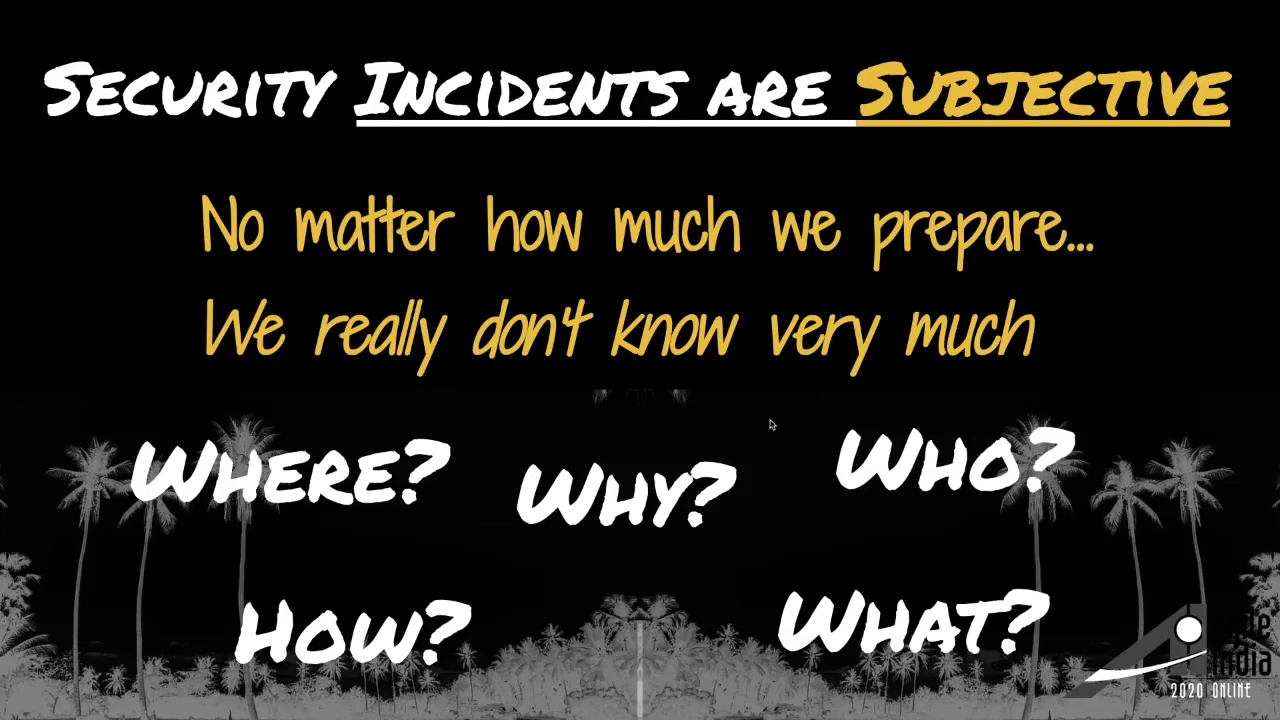 Security Incidents are Subjective
No matter how much we prepare...
We really don't know very much
Where?
Why?
Who?
How?
What?
India
2020 ONLINE